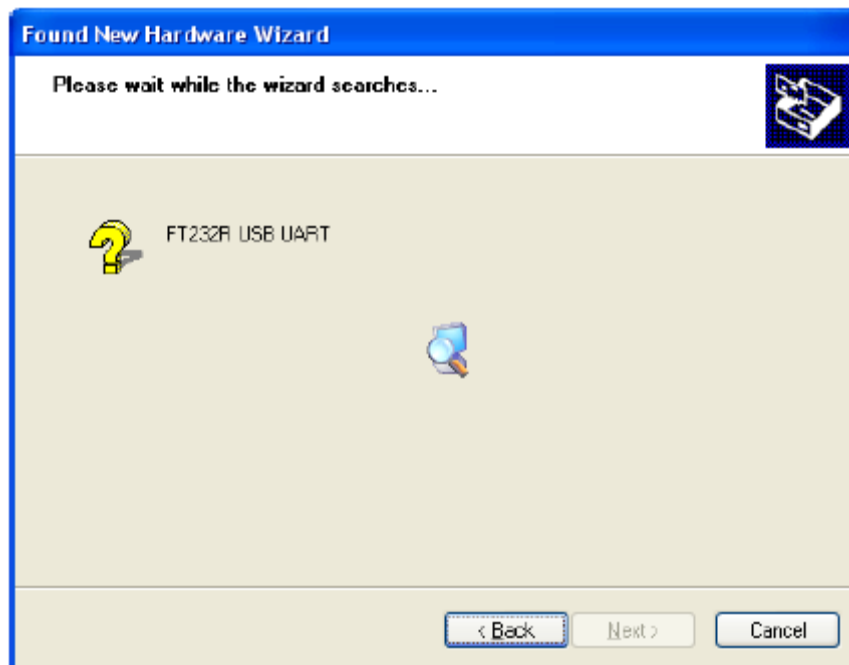 Found New Hardware Wizard
Please wait while the wizard searches...
FT232R USB UART
< Back
Next >
Cancel